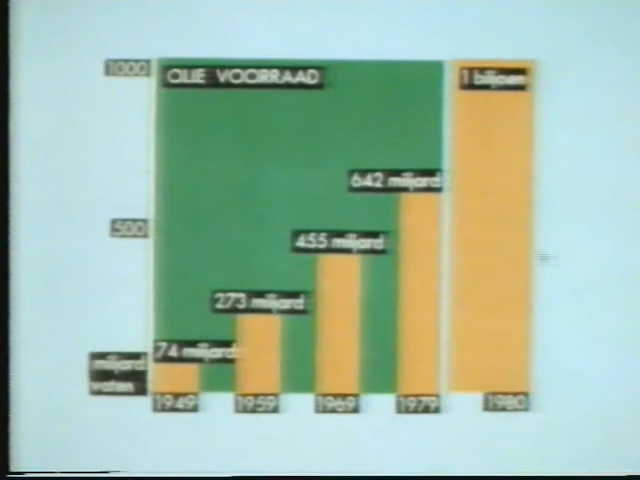 1000
OLIE VOORRAAD
1 biljoen
642 miljard
500
455 miljard
273 miljard
74 miljard
miljard
vaten
1949
1959
1969
1979
1980